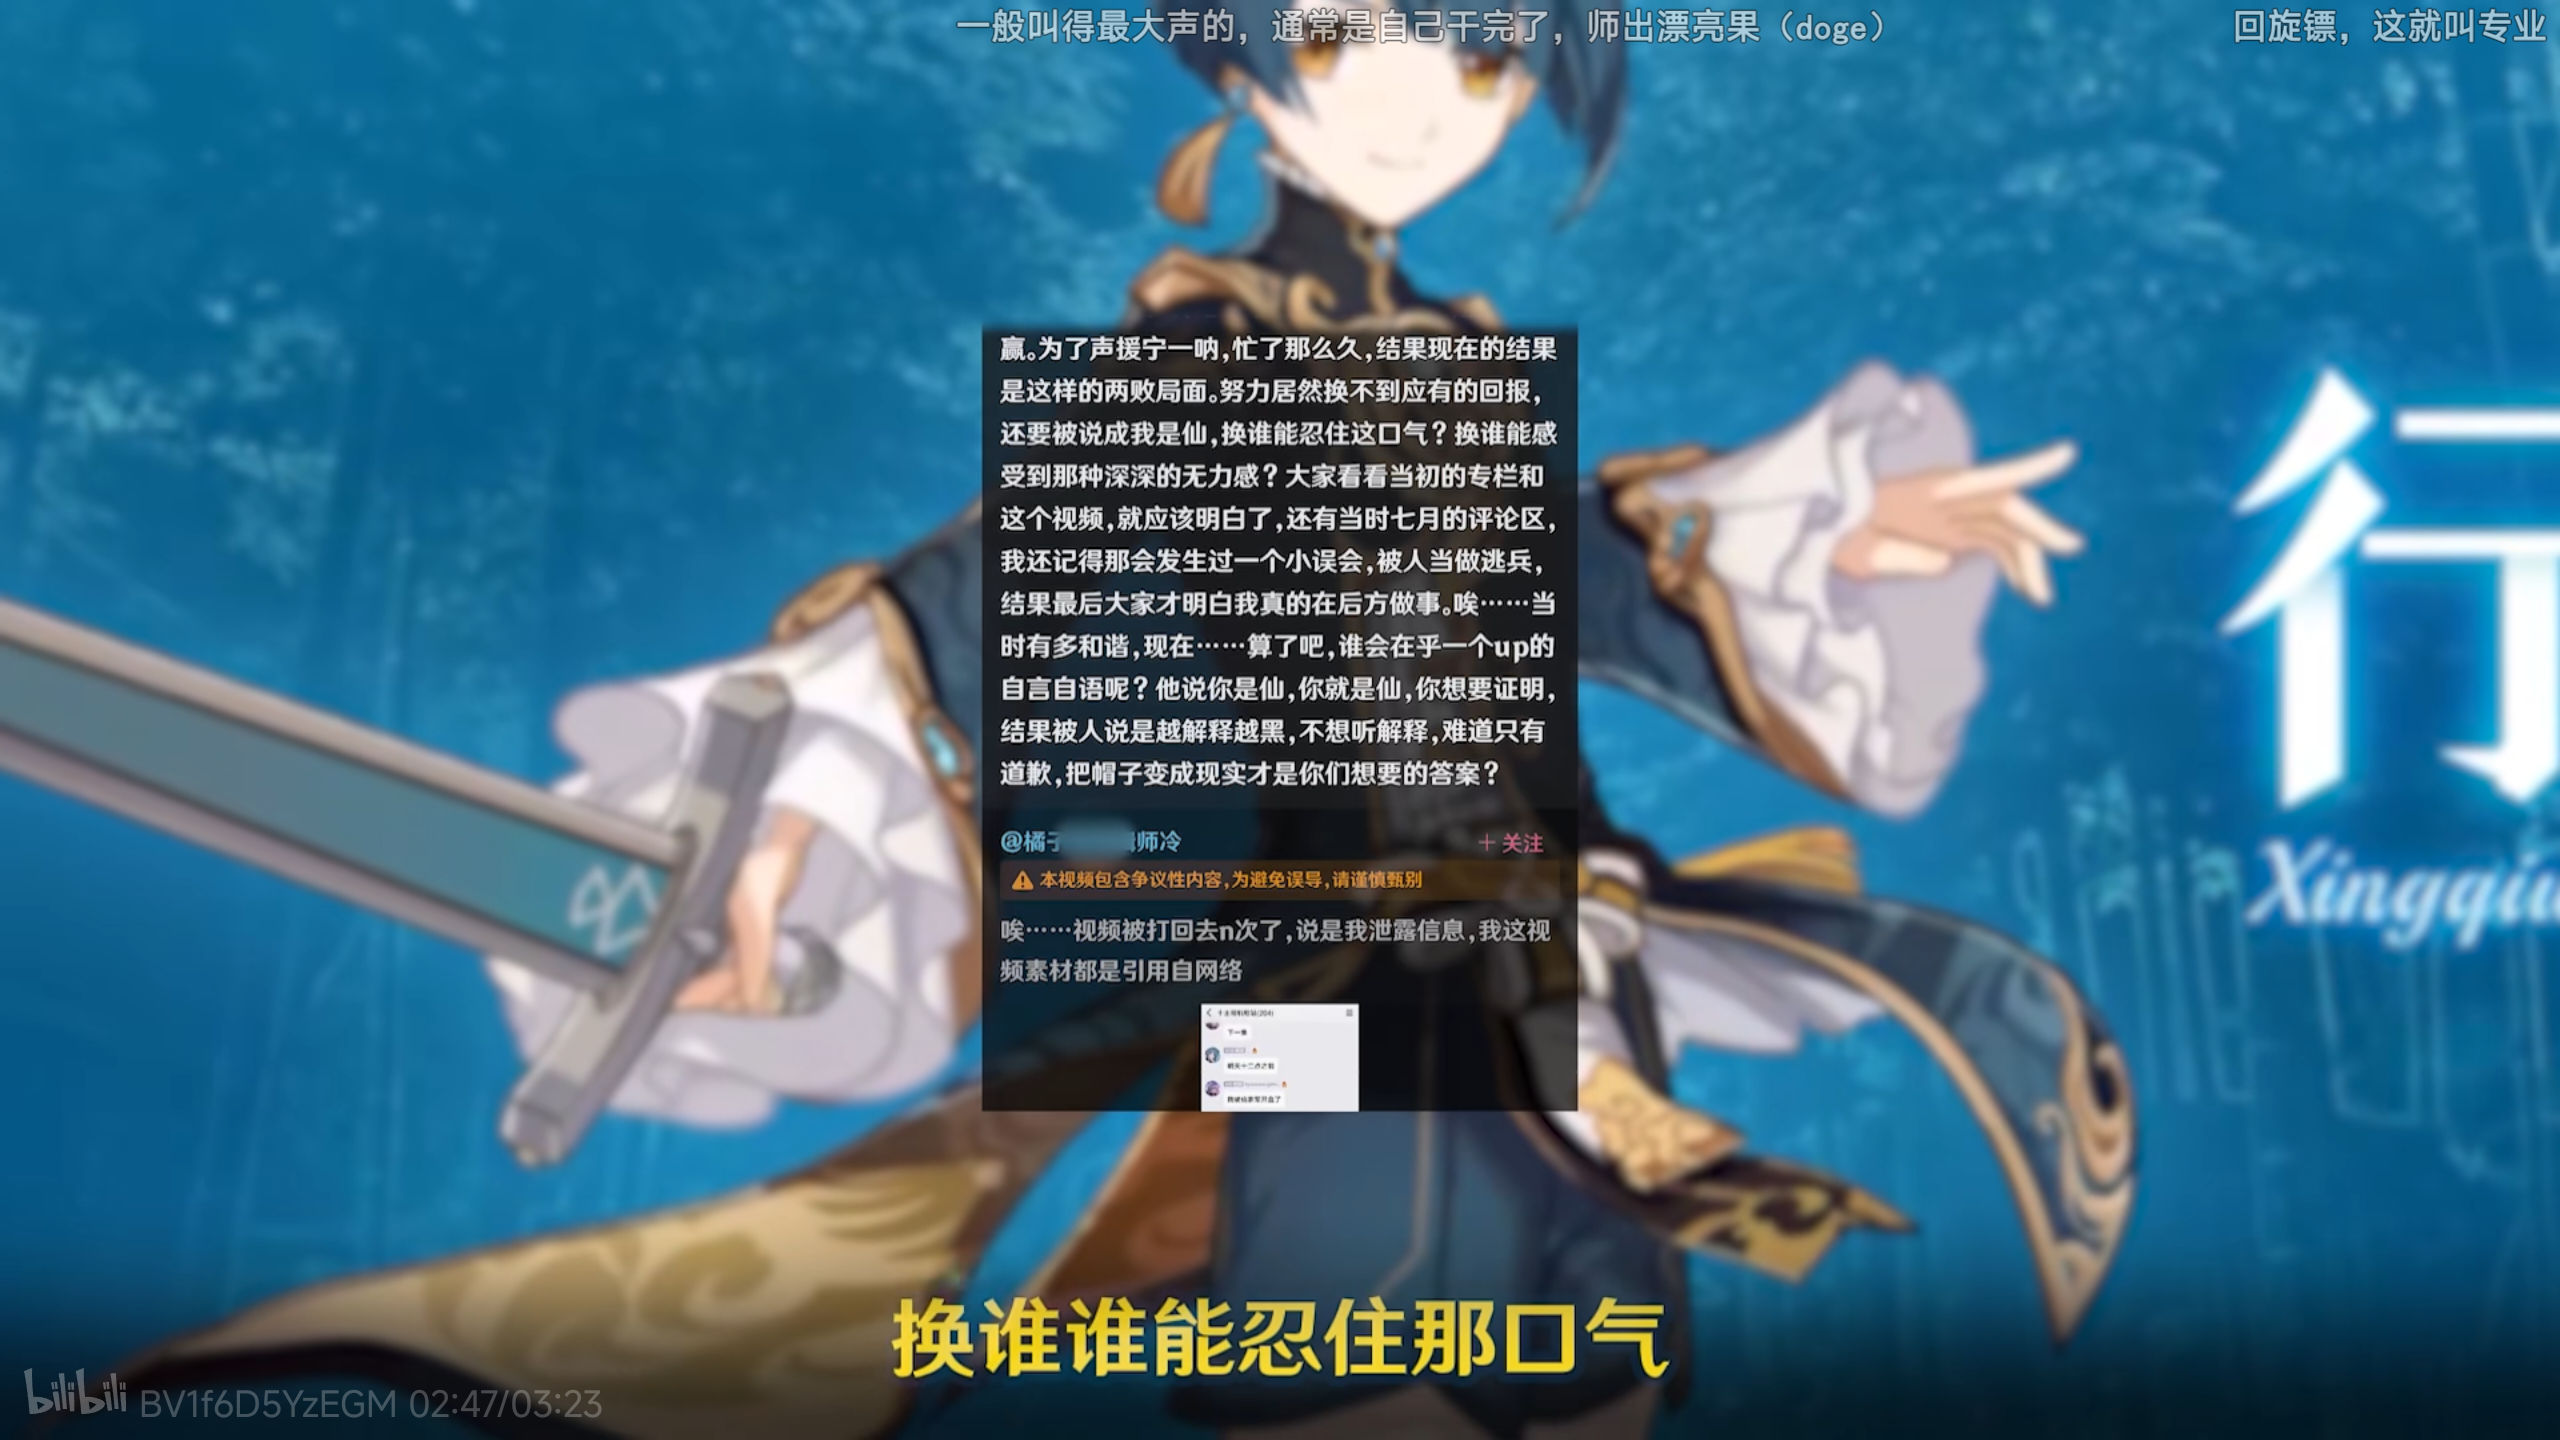 一般叫得最大声的，通常是自己干完了，师出漂亮果（doge）
回旋镖，这就叫专业
赢。为了声援宁一呐，忙了那么久，结果现在的结果
是这样的两败局面。努力居然换不到应有的回报，
还要被说成我是仙，换谁能忍住这口气？换谁能感
受到那种深深的无力感？大家看看当初的专栏和
这个视频，就应该明白了，还有当时七月的评论区，
我还记得那会发生过一个小误会，被人当做逃兵，
结果最后大家才明白我真的在后方做事。唉……当
时有多和谐，现在……算了吧，谁会在乎一个up的
自言自语呢？他说你是仙，你就是仙，你想要证明，
结果被人说是越解释越黑，不想听解释，难道只有
道歉，把帽子变成现实才是你们想要的答案？
行
Xingqiu
@橘子 师冷
+ 关注
本视频包含争议性内容，为避免误导，请谨慎甄别
唉……视频被打回去n次了，说是我泄露信息，我这视
频素材都是引用自网络
下一集
明天十二点之前
换谁谁能忍住那口气
bilibili BV1f6D5YzEGM 02:47/03:23